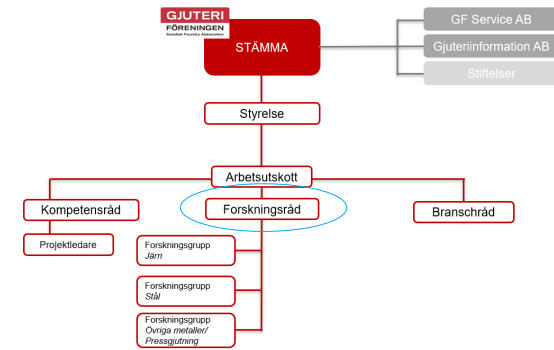 GJUTERI
FÖRENINGEN
Swedish Foundry Association
STÄMMA
GF Service AB
Gjuteriinformation AB
Stiftelser
Styrelse
Arbetsutskott
Kompetensråd
Forskningsråd
Branschråd
Projektledare
Forskningsgrupp
Järn
Forskningsgrupp
Stål
Forskningsgrupp
Övriga metaller/
Pressgjutning